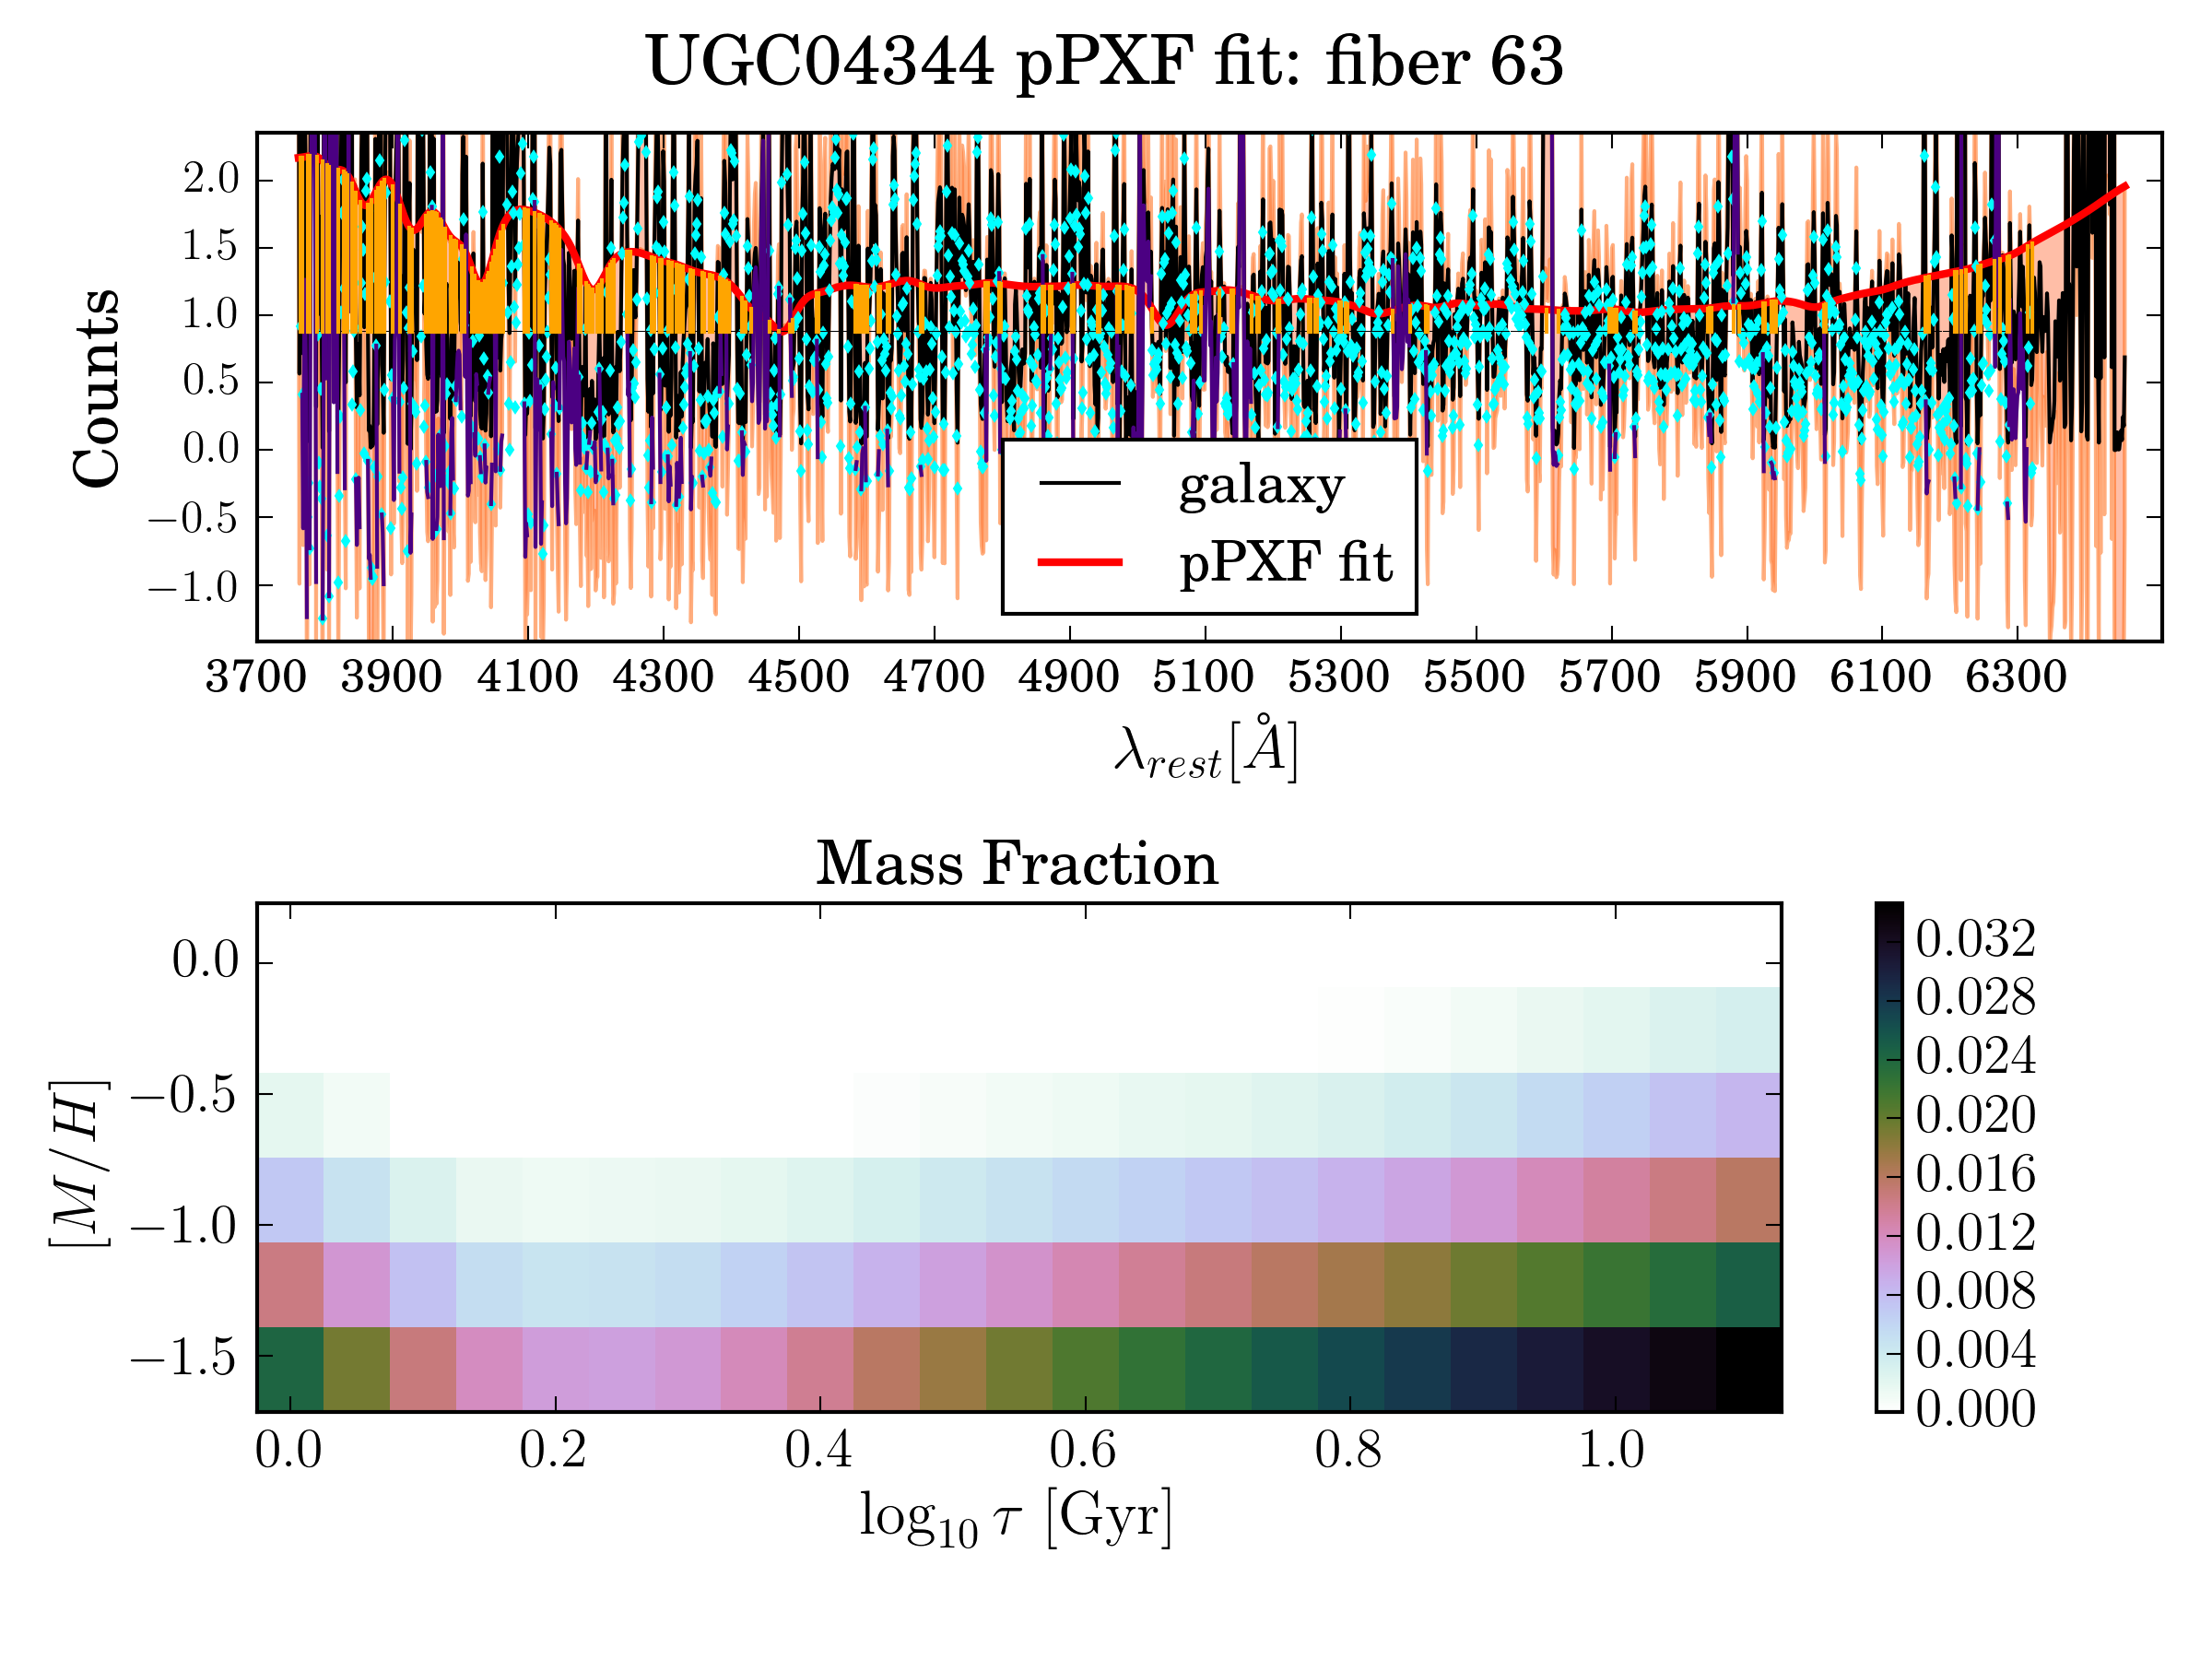 UGC04344 pPXF fit: fiber 63
Counts
2.0
1.5
1.0
0.5
0.0
−0.5
−1.0
galaxy
pPXF fit
3700 3900 4100 4300 4500 4700 4900 5100 5300 5500 5700 5900 6100 6300
λ_rest[Å]
Mass Fraction
[M/H]
0.0
−0.5
−1.0
−1.5
0.0 0.2 0.4 0.6 0.8 1.0
log₁₀ τ [Gyr]
0.032
0.028
0.024
0.020
0.016
0.012
0.008
0.004
0.000